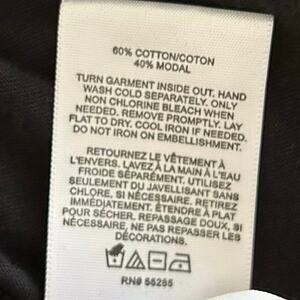 60% COTTON/COTON
40% MODAL
TURN GARMENT INSIDE OUT. HAND
WASH COLD SEPARATELY. ONLY
NON CHLORINE BLEACH WHEN
NEEDED. REMOVE PROMPTLY. LAY
FLAT TO DRY. COOL IRON IF NEEDED.
DO NOT IRON ON EMBELLISHMENT.
RETOURNEZ LE VÊTEMENT À
L'ENVERS. LAVEZ À LA MAIN À L'EAU
FROIDE SÉPARÉMENT. UTILISEZ
SEULEMENT DU JAVELLISANT SANS
CHLORE, SI NÉCESSAIRE. RETIREZ
IMMÉDIATEMENT. ÉTENDRE À PLAT
POUR SÉCHER. REPASSAGE DOUX, SI
NÉCESSAIRE, NE PAS REPASSER LES
DÉCORATIONS.
RN# 55285